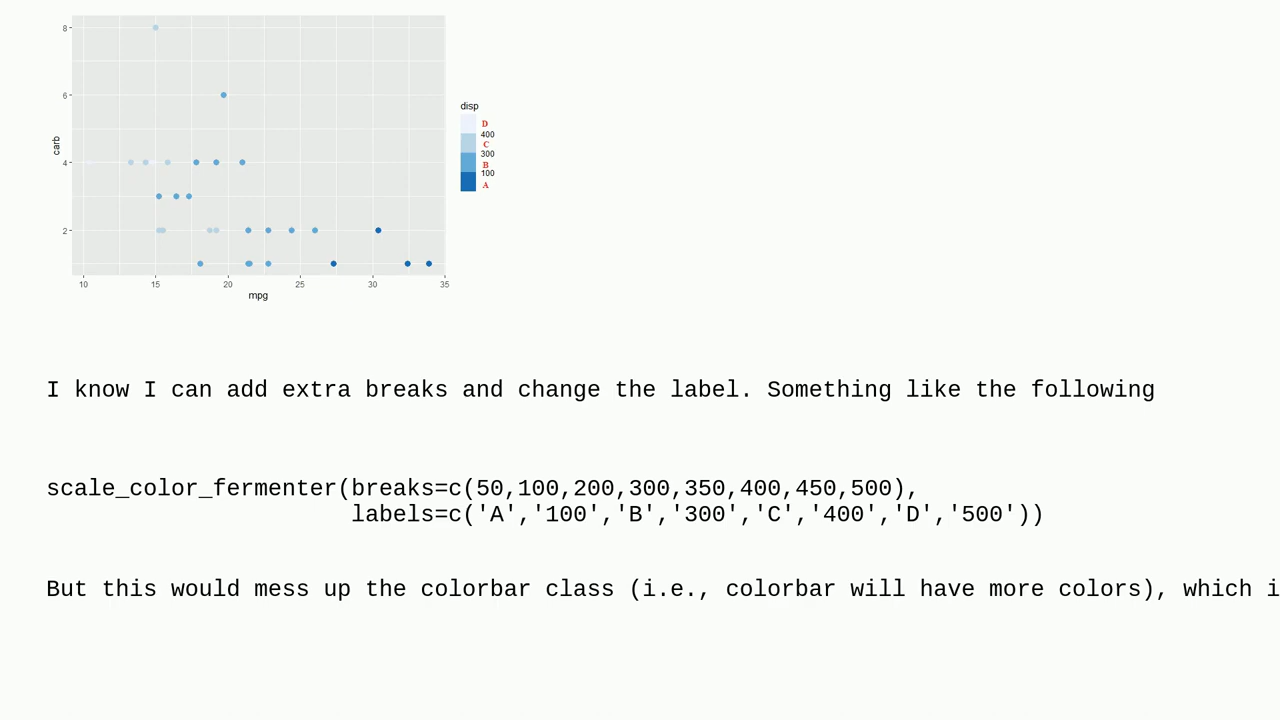 8
6
4
2
carb
10 15 20 25 30 35
mpg
disp
D
400
C
300
B
100
A
I know I can add extra breaks and change the label. Something like the following
scale_color_fermenter(breaks=c(50,100,200,300,350,400,450,500),
labels=c('A','100','B','300','C','400','D','500'))
But this would mess up the colorbar class (i.e., colorbar will have more colors), which i